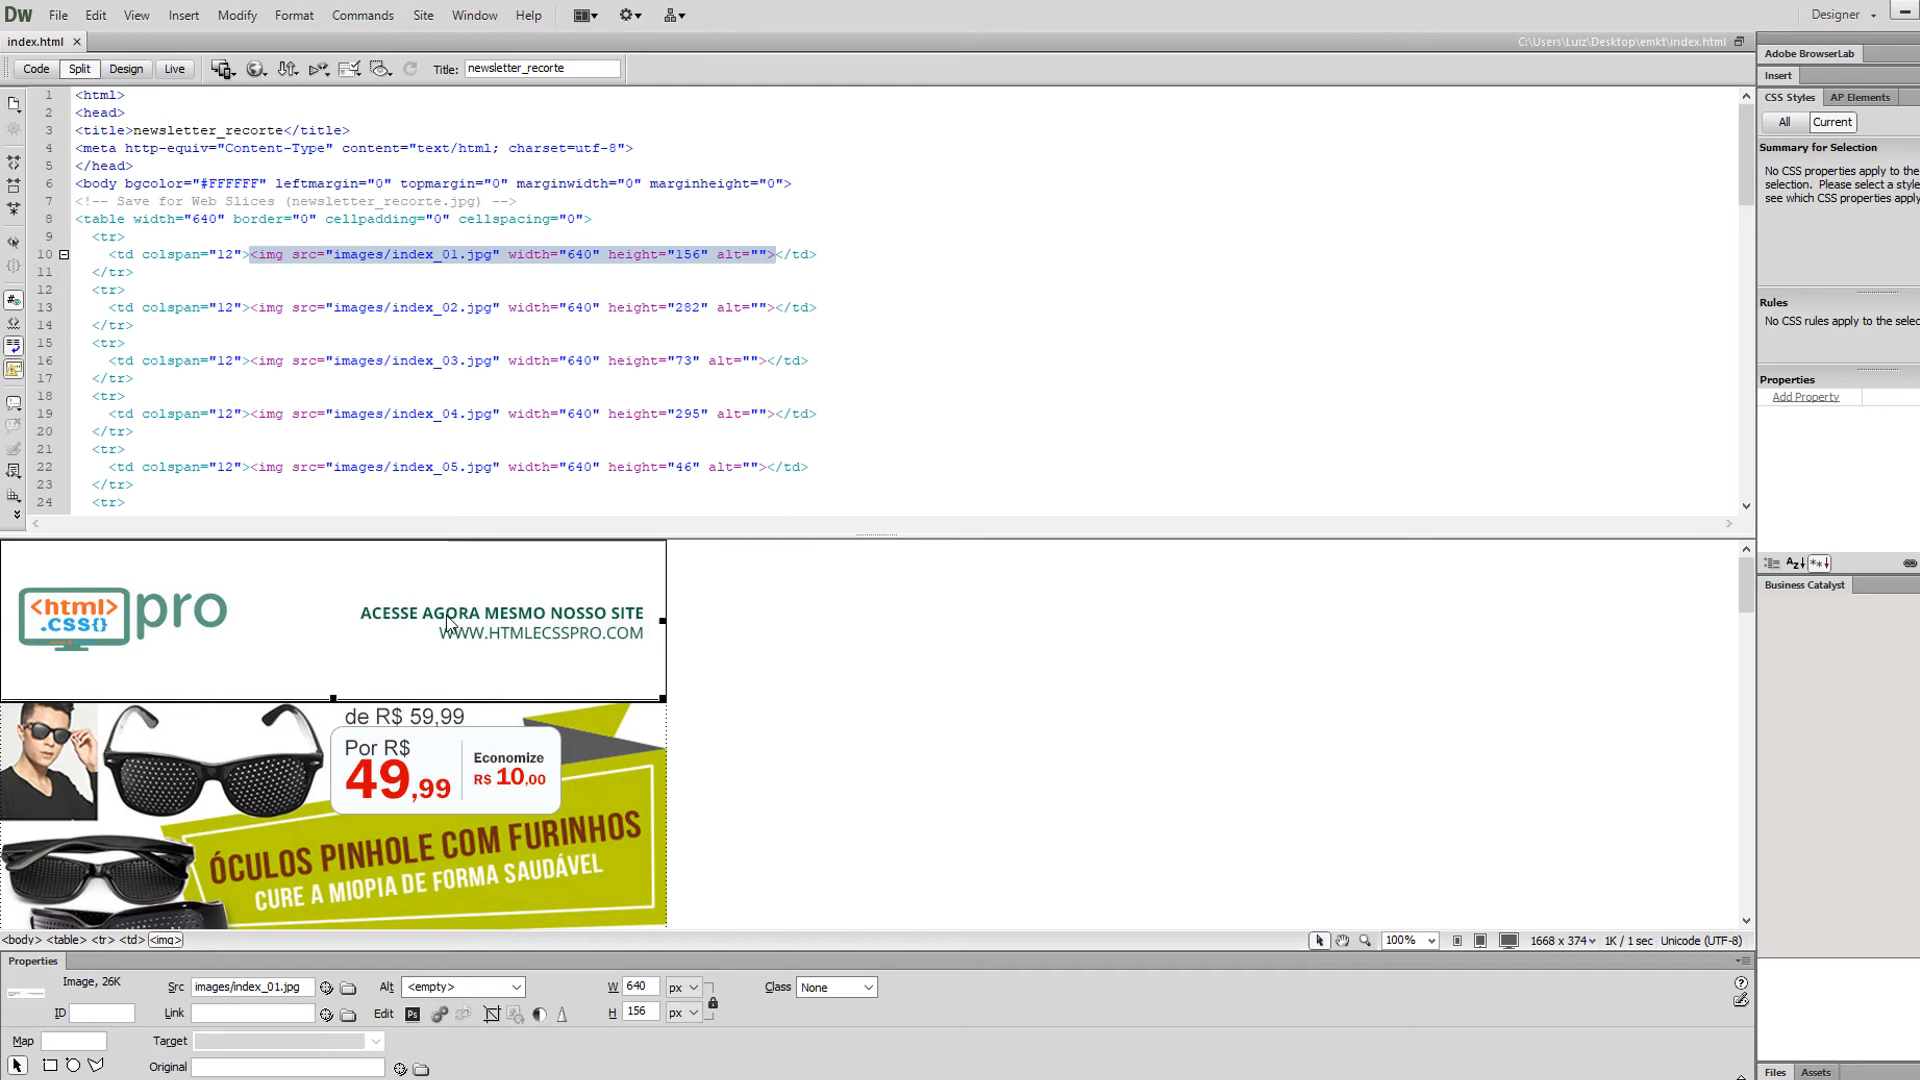 Dw File Edit View Insert Modify Format Commands Site Window Help Designer
index.html C:\Users\Luiz\Desktop\emkt\index.html
Code Split Design Live Title: newsletter_recorte
1 <html>
2 <head>
3 <title>newsletter_recorte</title>
4 <meta http-equiv="Content-Type" content="text/html; charset=utf-8">
5 </head>
6 <body bgcolor="#FFFFFF" leftmargin="0" topmargin="0" marginwidth="0" marginheight="0">
7 <!-- Save for Web Slices (newsletter_recorte.jpg) -->
8 <table width="640" border="0" cellpadding="0" cellspacing="0">
9 <tr>
10 <td colspan="12"><img src="images/index_01.jpg" width="640" height="156" alt=""></td>
11 </tr>
12 <tr>
13 <td colspan="12"><img src="images/index_02.jpg" width="640" height="282" alt=""></td>
14 </tr>
15 <tr>
16 <td colspan="12"><img src="images/index_03.jpg" width="640" height="73" alt=""></td>
17 </tr>
18 <tr>
19 <td colspan="12"><img src="images/index_04.jpg" width="640" height="295" alt=""></td>
20 </tr>
21 <tr>
22 <td colspan="12"><img src="images/index_05.jpg" width="640" height="46" alt=""></td>
23 </tr>
24 <tr>
<html> pro
.CSS{}
ACESSE AGORA MESMO NOSSO SITE
WWW.HTMLECSSPRO.COM
de R$ 59,99
Por R$
49,99
Economize
R$ 10,00
ÓCULOS PINHOLE COM FURINHOS
CURE A MIOPIA DE FORMA SAUDÁVEL
<body> <table> <tr> <td> <img> 100% 1668 x 374 1K / 1 sec Unicode (UTF-8)
Properties
Image, 26K Src images/index_01.jpg Alt <empty> W 640 px Class None
ID Link Edit Ps H 156 px
Map Target
Original
Adobe BrowserLab
Insert
CSS Styles AP Elements
All Current
Summary for Selection
No CSS properties apply to the
selection. Please select a style
see which CSS properties apply
Rules
No CSS rules apply to the selec
Properties
Add Property
Business Catalyst
Files Assets